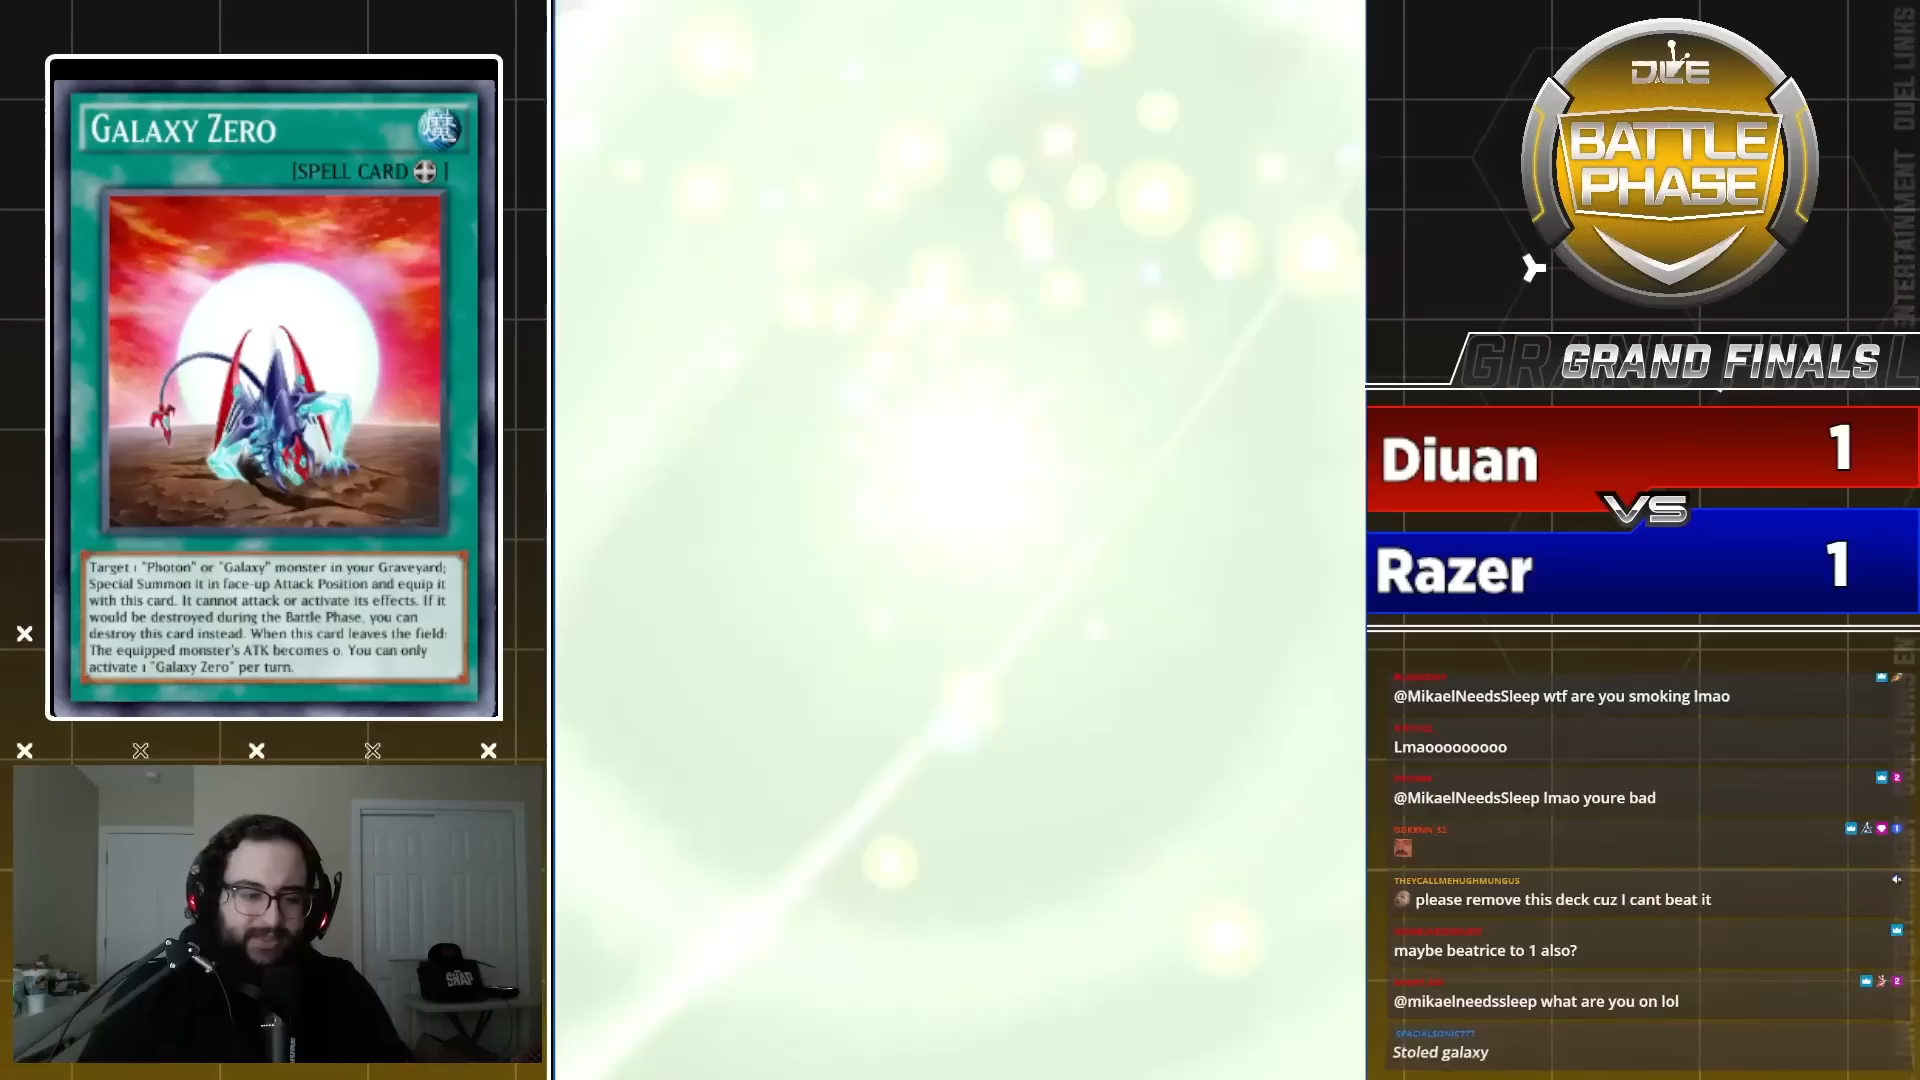 GALAXY ZERO
[SPELL CARD ]
Target 1 "Photon" or "Galaxy" monster in your Graveyard;
Special Summon it in face-up Attack Position and equip it
with this card. It cannot attack or activate its effects. If it
would be destroyed during the Battle Phase, you can
destroy this card instead. When this card leaves the field:
The equipped monster's ATK becomes 0. You can only
activate 1 "Galaxy Zero" per turn.
SNAP
DLE
BATTLE
PHASE
DUEL LINKS
GRAND FINALS
Diuan 1
VS
Razer 1
@MikaelNeedsSleep wtf are you smoking lmao
Lmaooooooooo
@MikaelNeedsSleep lmao youre bad
THEYCALLMEHUGHMUNGUS
please remove this deck cuz I cant beat it
maybe beatrice to 1 also?
@mikaelneedssleep what are you on lol
SPACIALSONIC777
Stoled galaxy